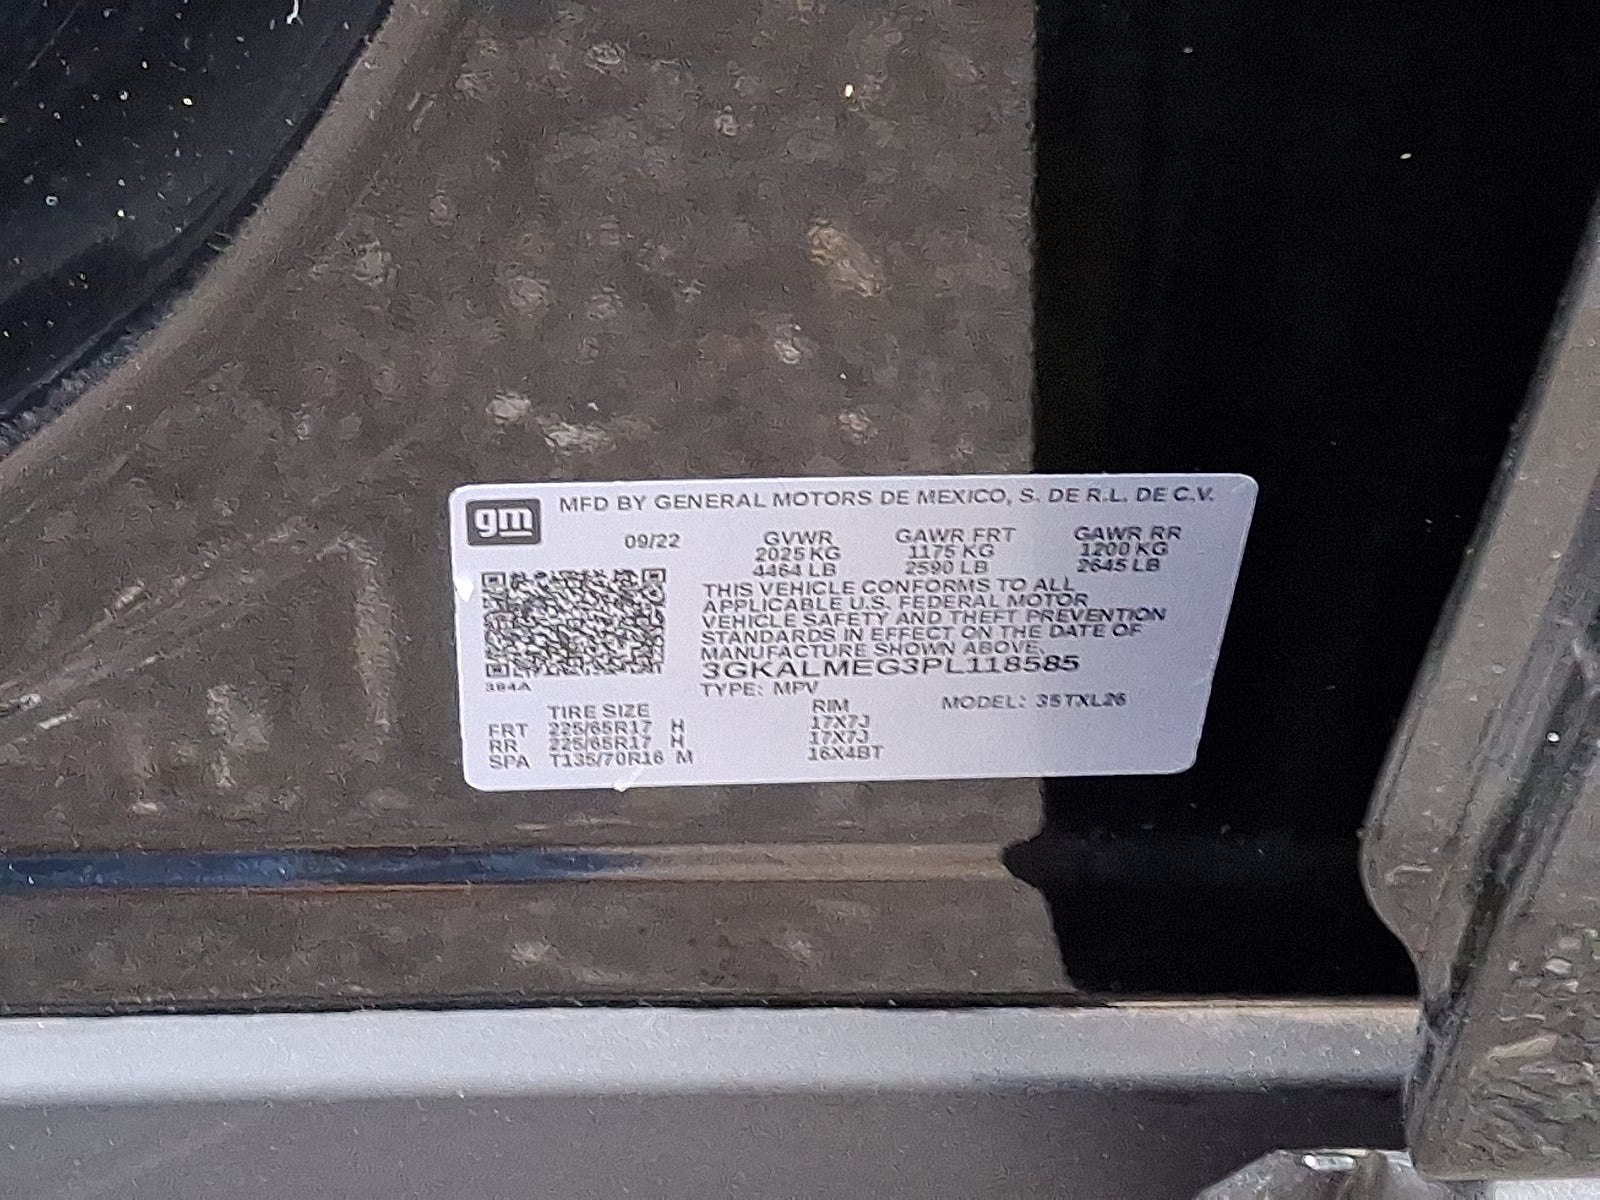 gm MFD BY GENERAL MOTORS DE MEXICO, S. DE R.L. DE C.V.
09/22 GVWR GAWR FRT GAWR RR
2025 KG 1175 KG 1200 KG
4464 LB 2590 LB 2645 LB
THIS VEHICLE CONFORMS TO ALL
APPLICABLE U.S. FEDERAL MOTOR
VEHICLE SAFETY AND THEFT PREVENTION
STANDARDS IN EFFECT ON THE DATE OF
MANUFACTURE SHOWN ABOVE.
3GKALMEG3PL118585
384A
TYPE: MPV MODEL: 35TXL26
TIRE SIZE RIM
FRT 225/65R17 H 17X7J
RR 225/65R17 H 17X7J
SPA T135/70R16 M 16X4BT